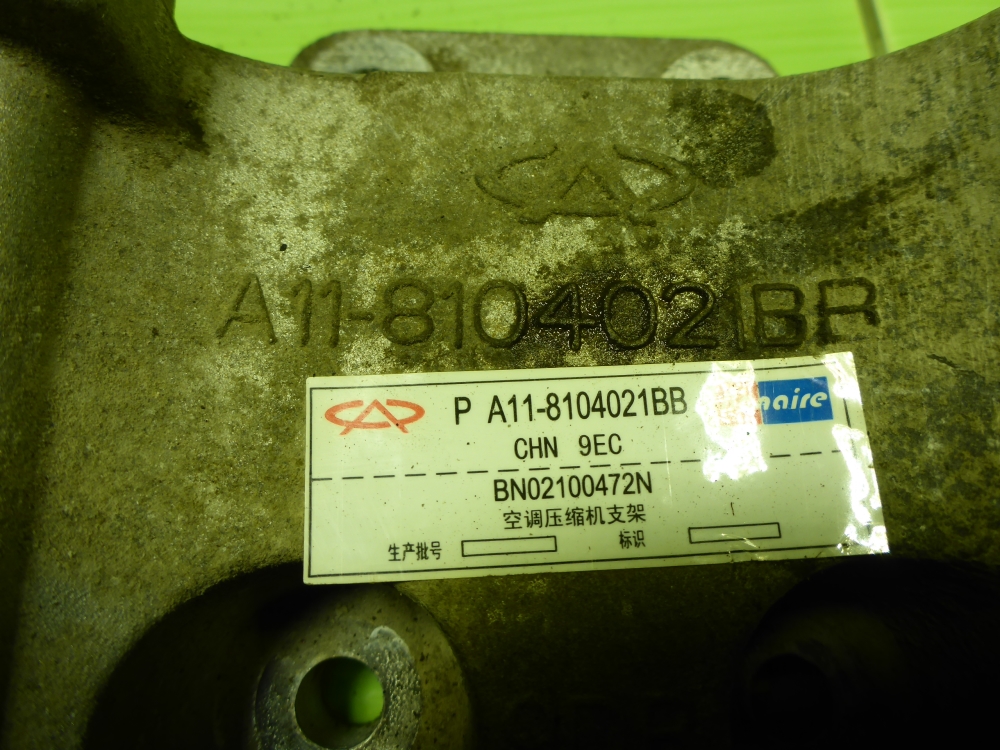 A11-8104021BB
P A11-8104021BB
CHN 9EC
BN02100472N
空调压缩机支架
生产批号
标识